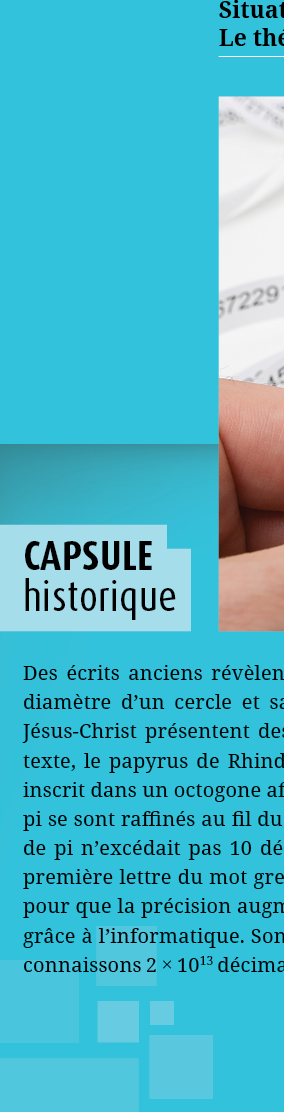 Situat
Le thé
67229
45
CAPSULE
historique
Des écrits anciens révèlen
diamètre d’un cercle et sa
Jésus-Christ présentent des
texte, le papyrus de Rhind
inscrit dans un octogone af
pi se sont raffinés au fil du
de pi n’excédait pas 10 dé
première lettre du mot gre
pour que la précision augm
grâce à l’informatique. Son
connaissons 2 × 10¹³ décima